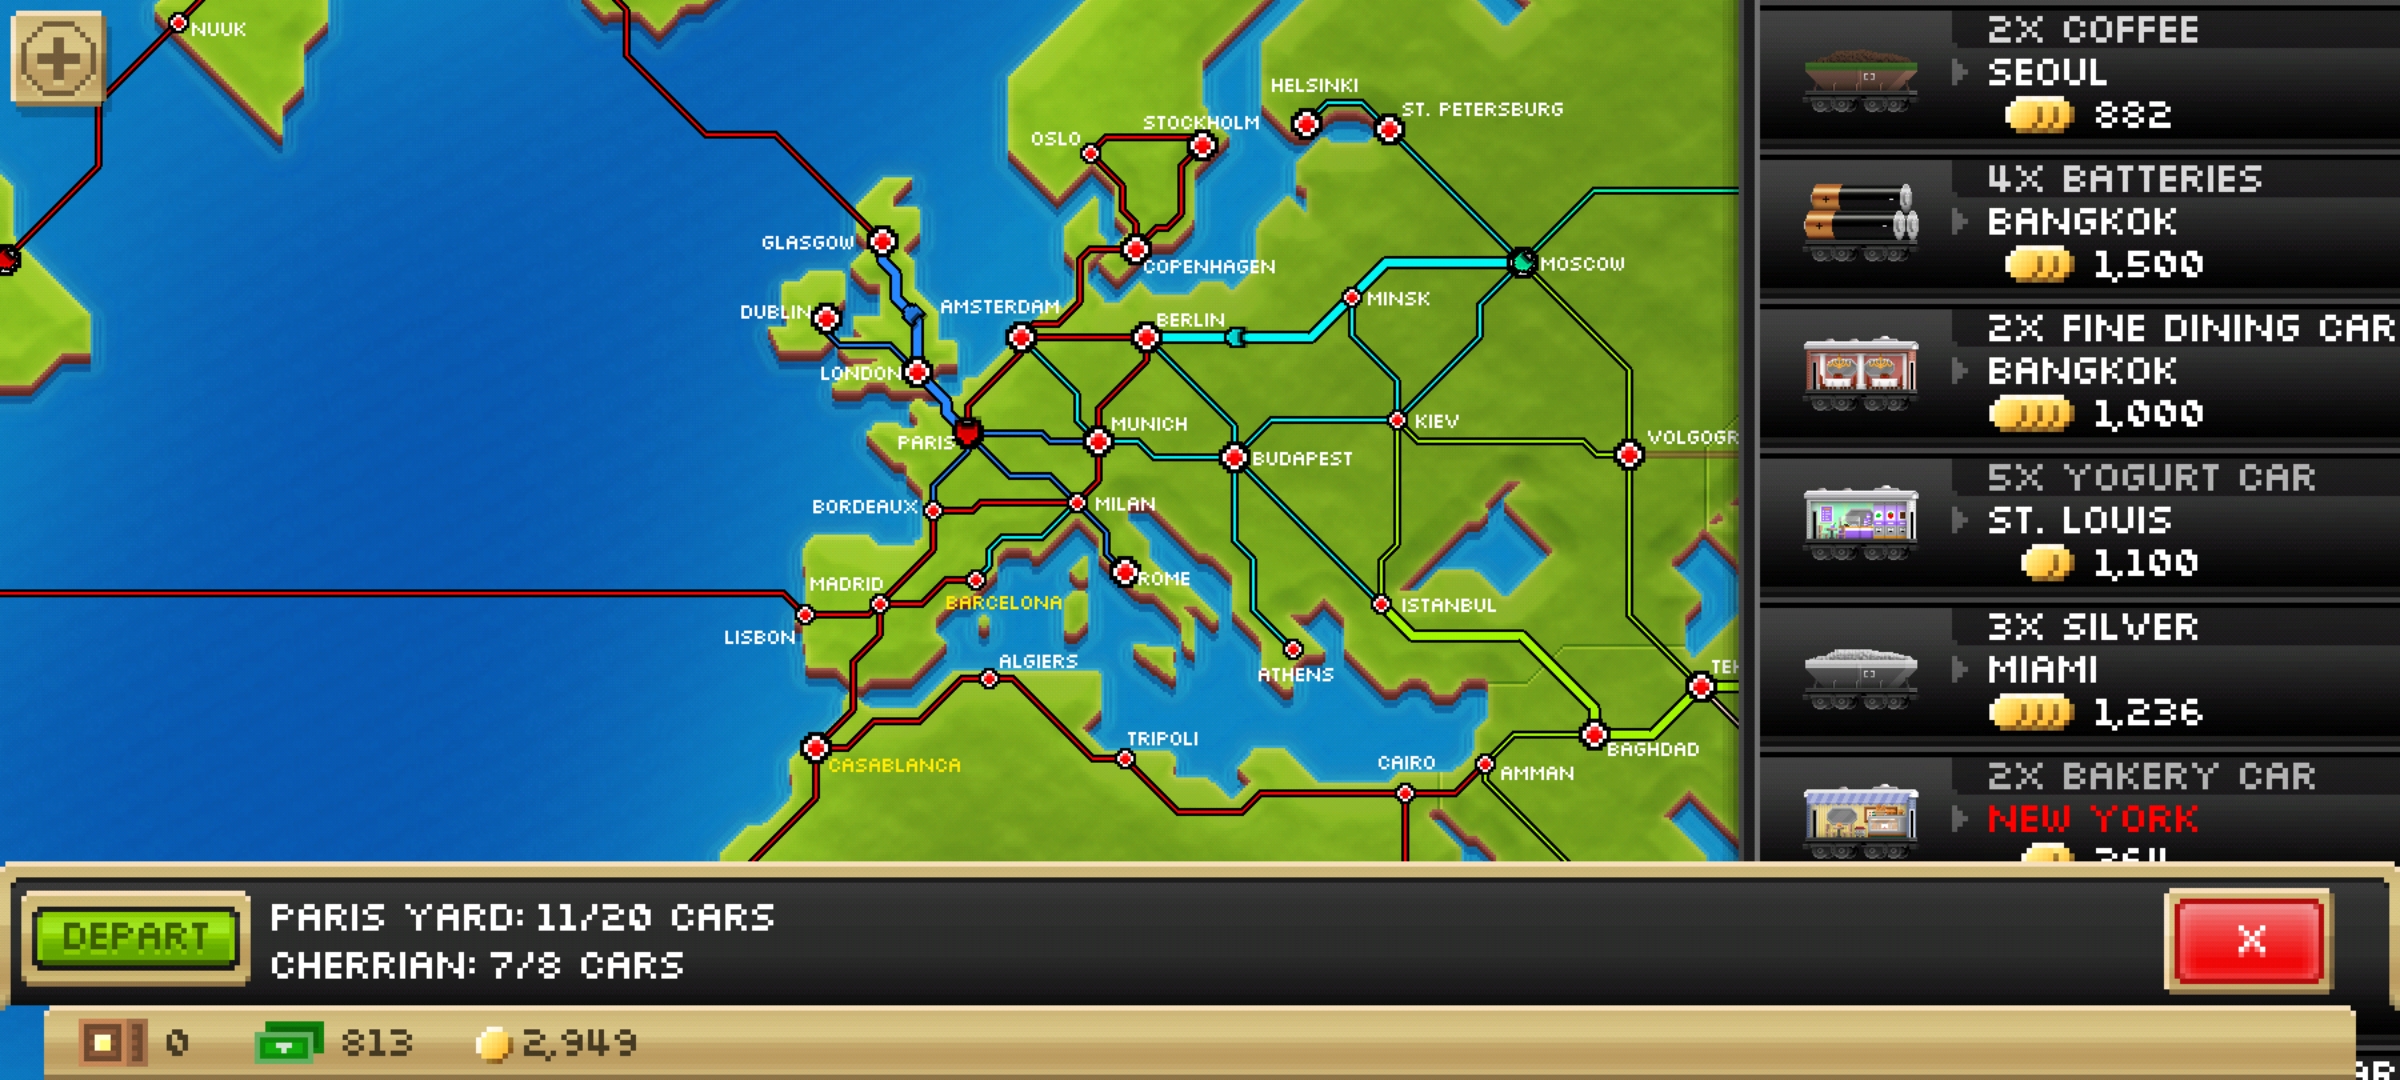 NUUK
HELSINKI
ST. PETERSBURG
STOCKHOLM
OSLO
GLASGOW
COPENHAGEN
MOSCOW
MINSK
AMSTERDAM
DUBLIN
BERLIN
LONDON
PARIS
MUNICH
KIEV
VOLGOGR
BUDAPEST
BORDEAUX
MILAN
MADRID
ROME
BARCELONA
ISTANBUL
LISBON
ALGIERS
ATHENS
TEH
TRIPOLI
BAGHDAD
CASABLANCA
CAIRO
AMMAN
2X COFFEE
SEOUL
882
4X BATTERIES
BANGKOK
1,500
2X FINE DINING CAR
BANGKOK
1,000
5X YOGURT CAR
ST. LOUIS
1,100
3X SILVER
MIAMI
1,236
2X BAKERY CAR
NEW YORK
DEPART
PARIS YARD: 11/20 CARS
CHERRIAN: 7/8 CARS
X
0
813
2,949